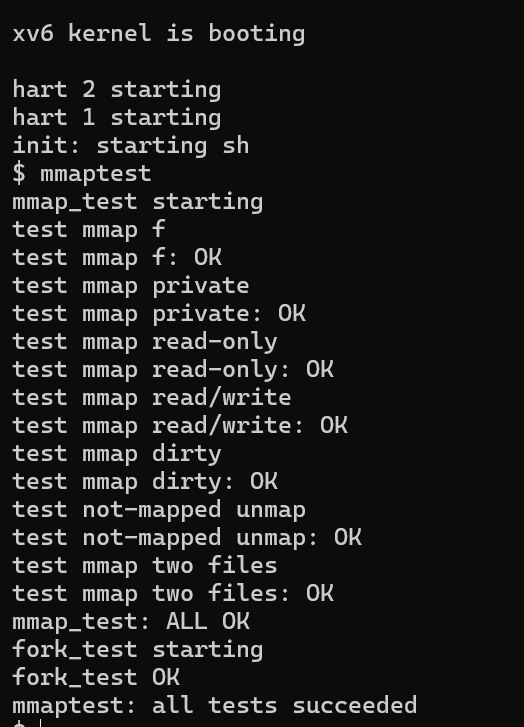 xv6 kernel is booting
hart 2 starting
hart 1 starting
init: starting sh
$ mmaptest
mmap_test starting
test mmap f
test mmap f: OK
test mmap private
test mmap private: OK
test mmap read-only
test mmap read-only: OK
test mmap read/write
test mmap read/write: OK
test mmap dirty
test mmap dirty: OK
test not-mapped unmap
test not-mapped unmap: OK
test mmap two files
test mmap two files: OK
mmap_test: ALL OK
fork_test starting
fork_test OK
mmaptest: all tests succeeded
$